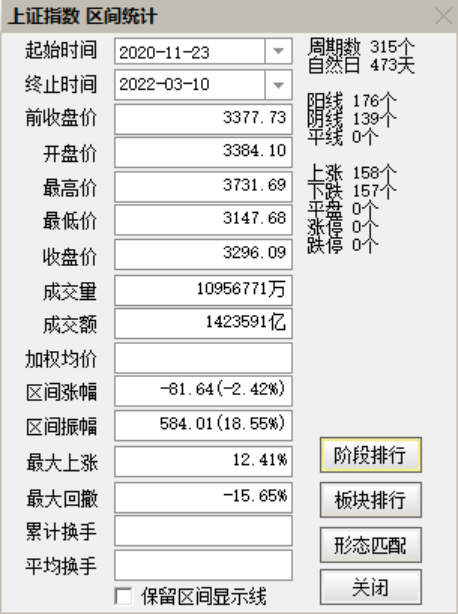 上证指数 区间统计
起始时间 2020-11-23 周期数 315个
自然日 473天
终止时间 2022-03-10
前收盘价 3377.73 阳线 176个
阴线 139个
平线 0个
开盘价 3384.10
最高价 3731.69 上涨 158个
下跌 157个
最低价 3147.68 平盘 0个
涨停 0个
收盘价 3296.09 跌停 0个
成交量 10956771万
成交额 1423591亿
加权均价
区间涨幅 -81.64(-2.42%)
区间振幅 584.01(18.55%)
最大上涨 12.41% 阶段排行
最大回撤 -15.65% 板块排行
累计换手 形态匹配
平均换手
保留区间显示线 关闭